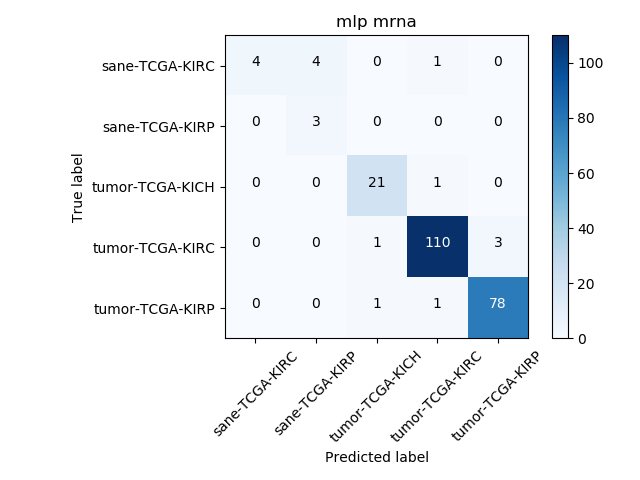 mlp mrna
True label
sane-TCGA-KIRC 4 4 0 1 0
sane-TCGA-KIRP 0 3 0 0 0
tumor-TCGA-KICH 0 0 21 1 0
tumor-TCGA-KIRC 0 0 1 110 3
tumor-TCGA-KIRP 0 0 1 1 78
sane-TCGA-KIRC
sane-TCGA-KIRP
tumor-TCGA-KICH
tumor-TCGA-KIRC
tumor-TCGA-KIRP
Predicted label
100
80
60
40
20
0